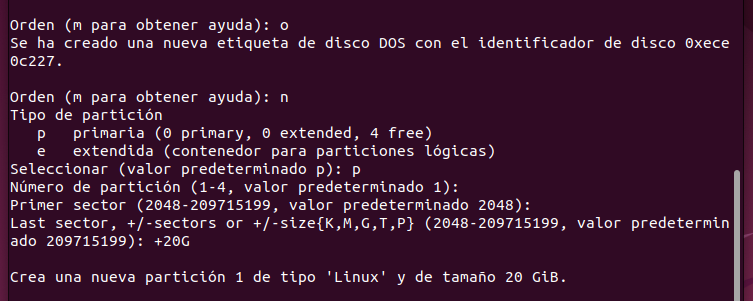 Orden (m para obtener ayuda): o
Se ha creado una nueva etiqueta de disco DOS con el identificador de disco 0xece
0c227.
Orden (m para obtener ayuda): n
Tipo de partición
p   primaria (0 primary, 0 extended, 4 free)
e   extendida (contenedor para particiones lógicas)
Seleccionar (valor predeterminado p): p
Número de partición (1-4, valor predeterminado 1):
Primer sector (2048-209715199, valor predeterminado 2048):
Last sector, +/-sectors or +/-size{K,M,G,T,P} (2048-209715199, valor predetermin
ado 209715199): +20G
Crea una nueva partición 1 de tipo 'Linux' y de tamaño 20 GiB.